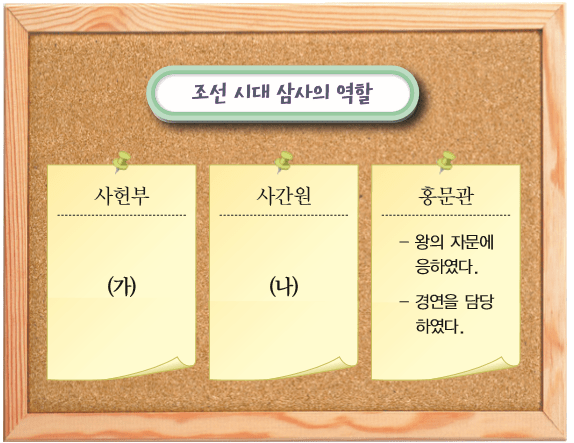 조선 시대 삼사의 역할
사헌부
(가)
사간원
(나)
홍문관
– 왕의 자문에
응하였다.
– 경연을 담당
하였다.